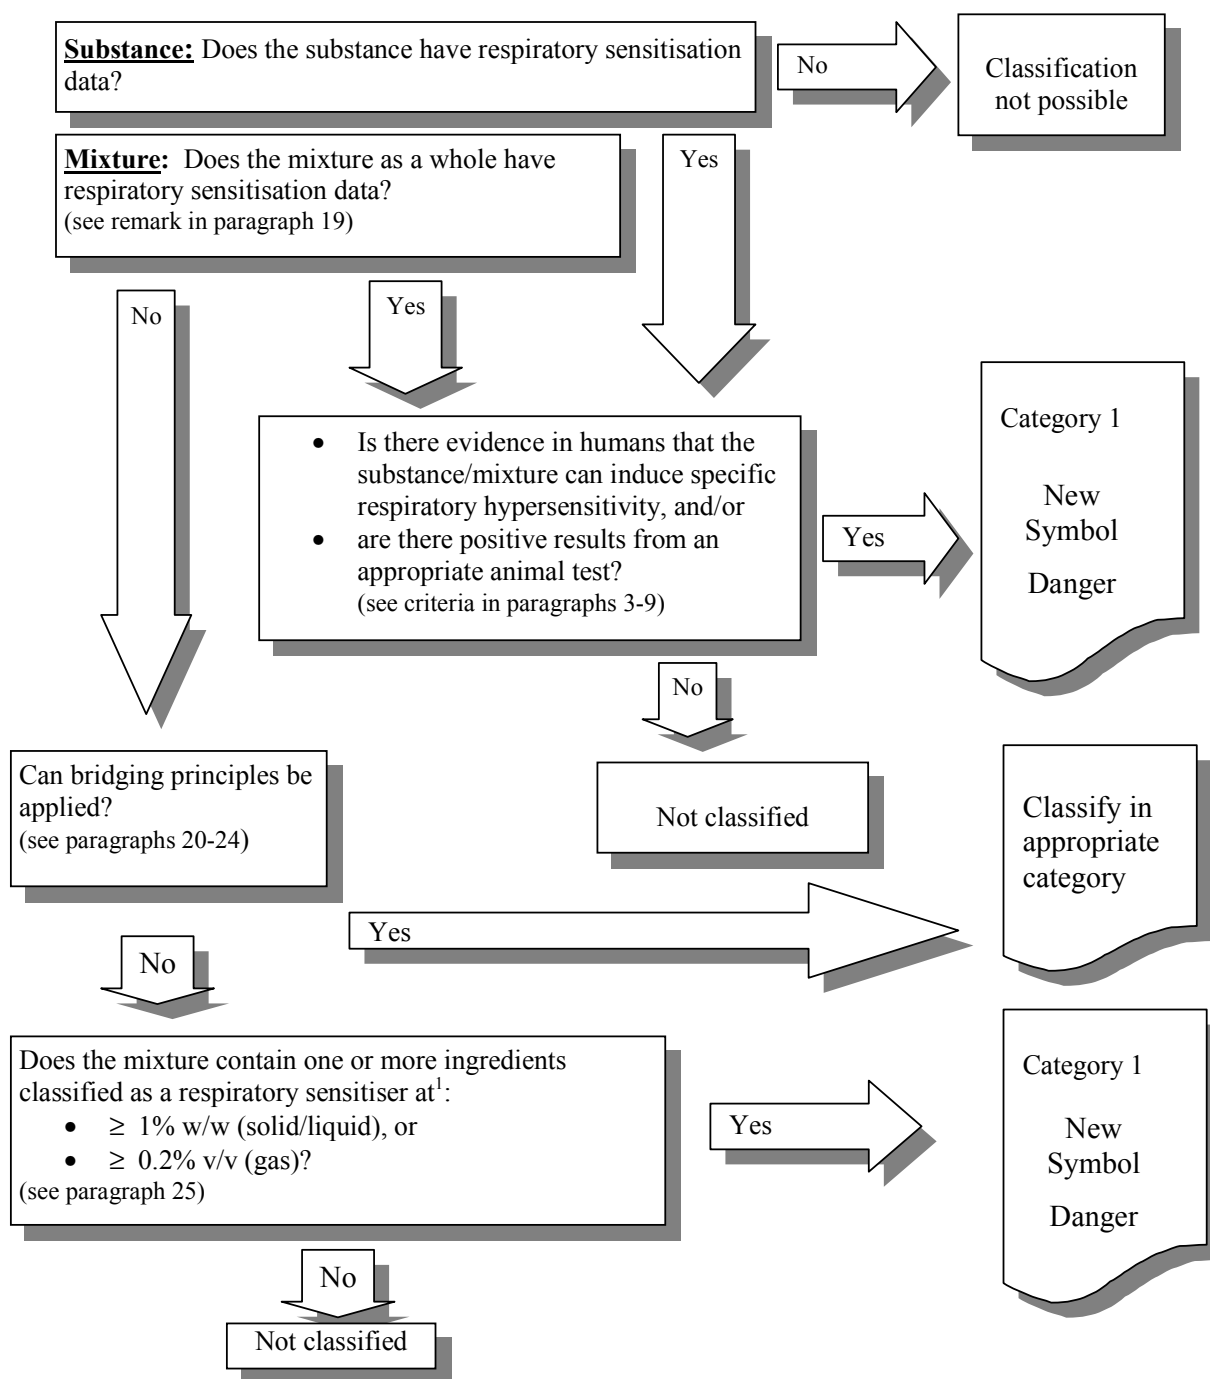 Substance: Does the substance have respiratory sensitisation
data?
No
Classification
not possible
Mixture: Does the mixture as a whole have
respiratory sensitisation data?
(see remark in paragraph 19)
Yes
No
Yes
• Is there evidence in humans that the
substance/mixture can induce specific
respiratory hypersensitivity, and/or
• are there positive results from an
appropriate animal test?
(see criteria in paragraphs 3-9)
Yes
Category 1
New
Symbol
Danger
No
Not classified
Can bridging principles be
applied?
(see paragraphs 20-24)
Yes
Classify in
appropriate
category
No
Does the mixture contain one or more ingredients
classified as a respiratory sensitiser at¹:
• ≥ 1% w/w (solid/liquid), or
• ≥ 0.2% v/v (gas)?
(see paragraph 25)
Yes
Category 1
New
Symbol
Danger
No
Not classified